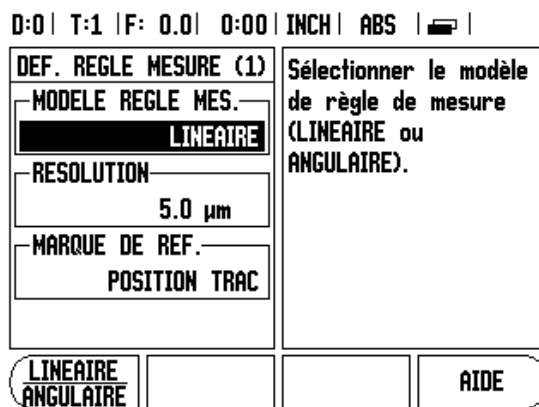 D:0 | T:1 | F: 0.0 | 0:00 | INCH | ABS |
DEF. REGLE MESURE (1)
MODELE REGLE MES.
LINEAIRE
RESOLUTION
5.0 µm
MARQUE DE REF.
POSITION TRAC
Sélectionner le modèle
de règle de mesure
(LINEAIRE ou
ANGULAIRE).
LINEAIRE
ANGULAIRE
AIDE